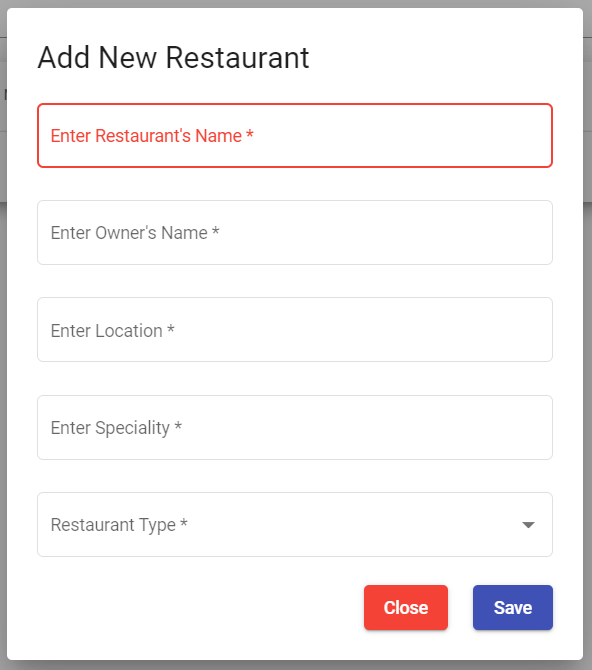 Add New Restaurant
Enter Restaurant's Name *
Enter Owner's Name *
Enter Location *
Enter Speciality *
Restaurant Type *
Close
Save